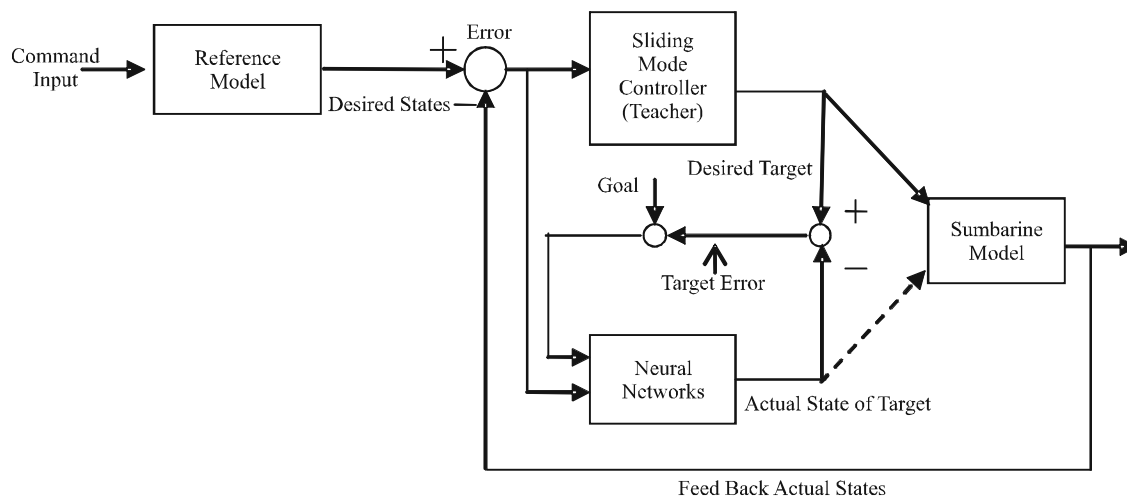 Command
Input
Reference
Model
+
Error
Desired States
Sliding
Mode
Controller
(Teacher)
Desired Target
Goal
+
−
Target Error
Sumbarine
Model
Neural
Networks
Actual State of Target
Feed Back Actual States